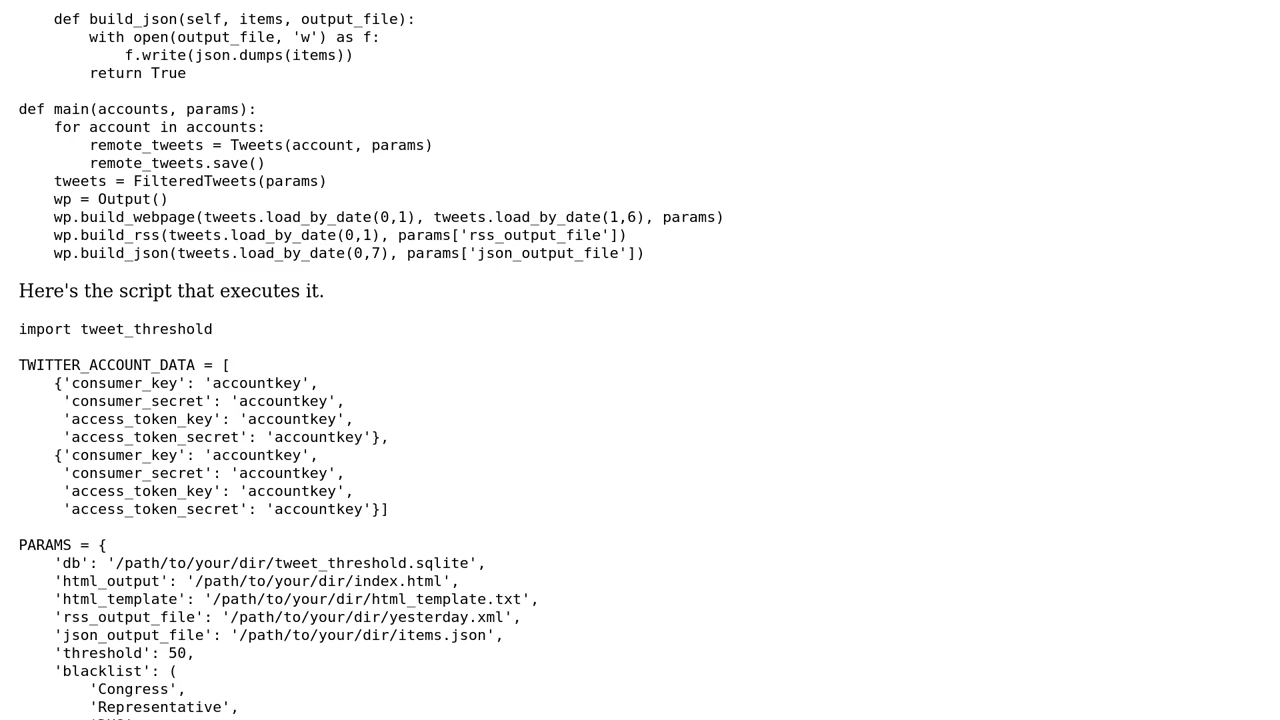 def build_json(self, items, output_file):
        with open(output_file, 'w') as f:
            f.write(json.dumps(items))
        return True

def main(accounts, params):
    for account in accounts:
        remote_tweets = Tweets(account, params)
        remote_tweets.save()
    tweets = FilteredTweets(params)
    wp = Output()
    wp.build_webpage(tweets.load_by_date(0,1), tweets.load_by_date(1,6), params)
    wp.build_rss(tweets.load_by_date(0,1), params['rss_output_file'])
    wp.build_json(tweets.load_by_date(0,7), params['json_output_file'])

Here's the script that executes it.

import tweet_threshold

TWITTER_ACCOUNT_DATA = [
    {'consumer_key': 'accountkey',
     'consumer_secret': 'accountkey',
     'access_token_key': 'accountkey',
     'access_token_secret': 'accountkey'},
    {'consumer_key': 'accountkey',
     'consumer_secret': 'accountkey',
     'access_token_key': 'accountkey',
     'access_token_secret': 'accountkey'}]

PARAMS = {
    'db': '/path/to/your/dir/tweet_threshold.sqlite',
    'html_output': '/path/to/your/dir/index.html',
    'html_template': '/path/to/your/dir/html_template.txt',
    'rss_output_file': '/path/to/your/dir/yesterday.xml',
    'json_output_file': '/path/to/your/dir/items.json',
    'threshold': 50,
    'blacklist': (
        'Congress',
        'Representative',